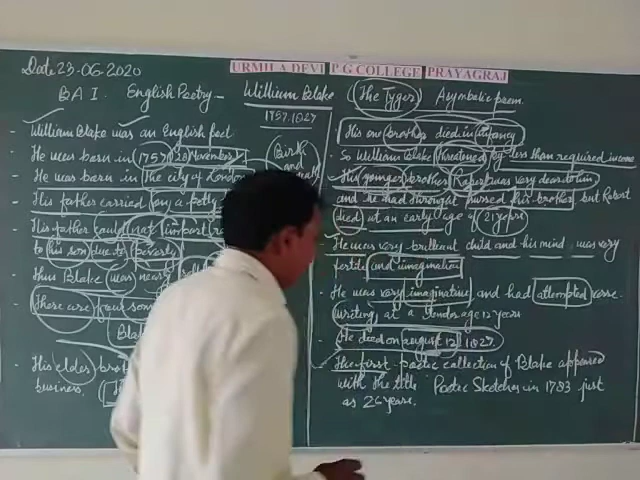 Date 23-06-2020
URMILA DEVI P.G COLLEGE PRAYAGRAJ
B A I. English Poetry - William Blake (The Tyger) A symbolic poem.
1757-1827
- William Blake was an English poet
- He was born in 1757 28 November
- He was born in the city of London
- His father carried on a petty
- His father could not impart
to his son due to poverty
- Thus Blake was nearly
- There were four son
Bla
- His elder bro
business.
Birth
and
His one brother died in infancy
So William Blake threatened by less than required income
- His younger brother Robert was very dear to him
and he had nursed his brother but Robert
died at an early age of 21 years
- He was very brilleant child and his mind was very
fertile and imagination
- He was very imaginative and had attempted verse
writing at a tender age 12 years
- He died on august 12 1827.
- The first poetic collection of Blake appeared
with the title Poetic Sketches in 1783 just
as 26 years.